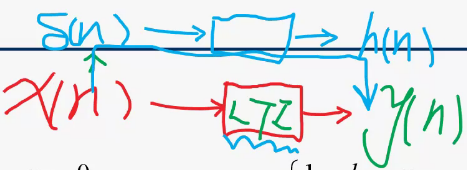 δ(n) → → h(n)
x(n) → LTI → y(n)